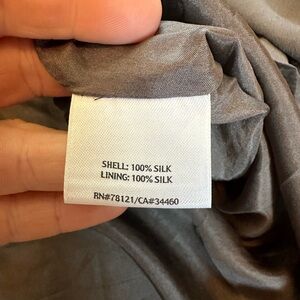 SHELL: 100% SILK
LINING: 100% SILK
RN#78121/CA#34460